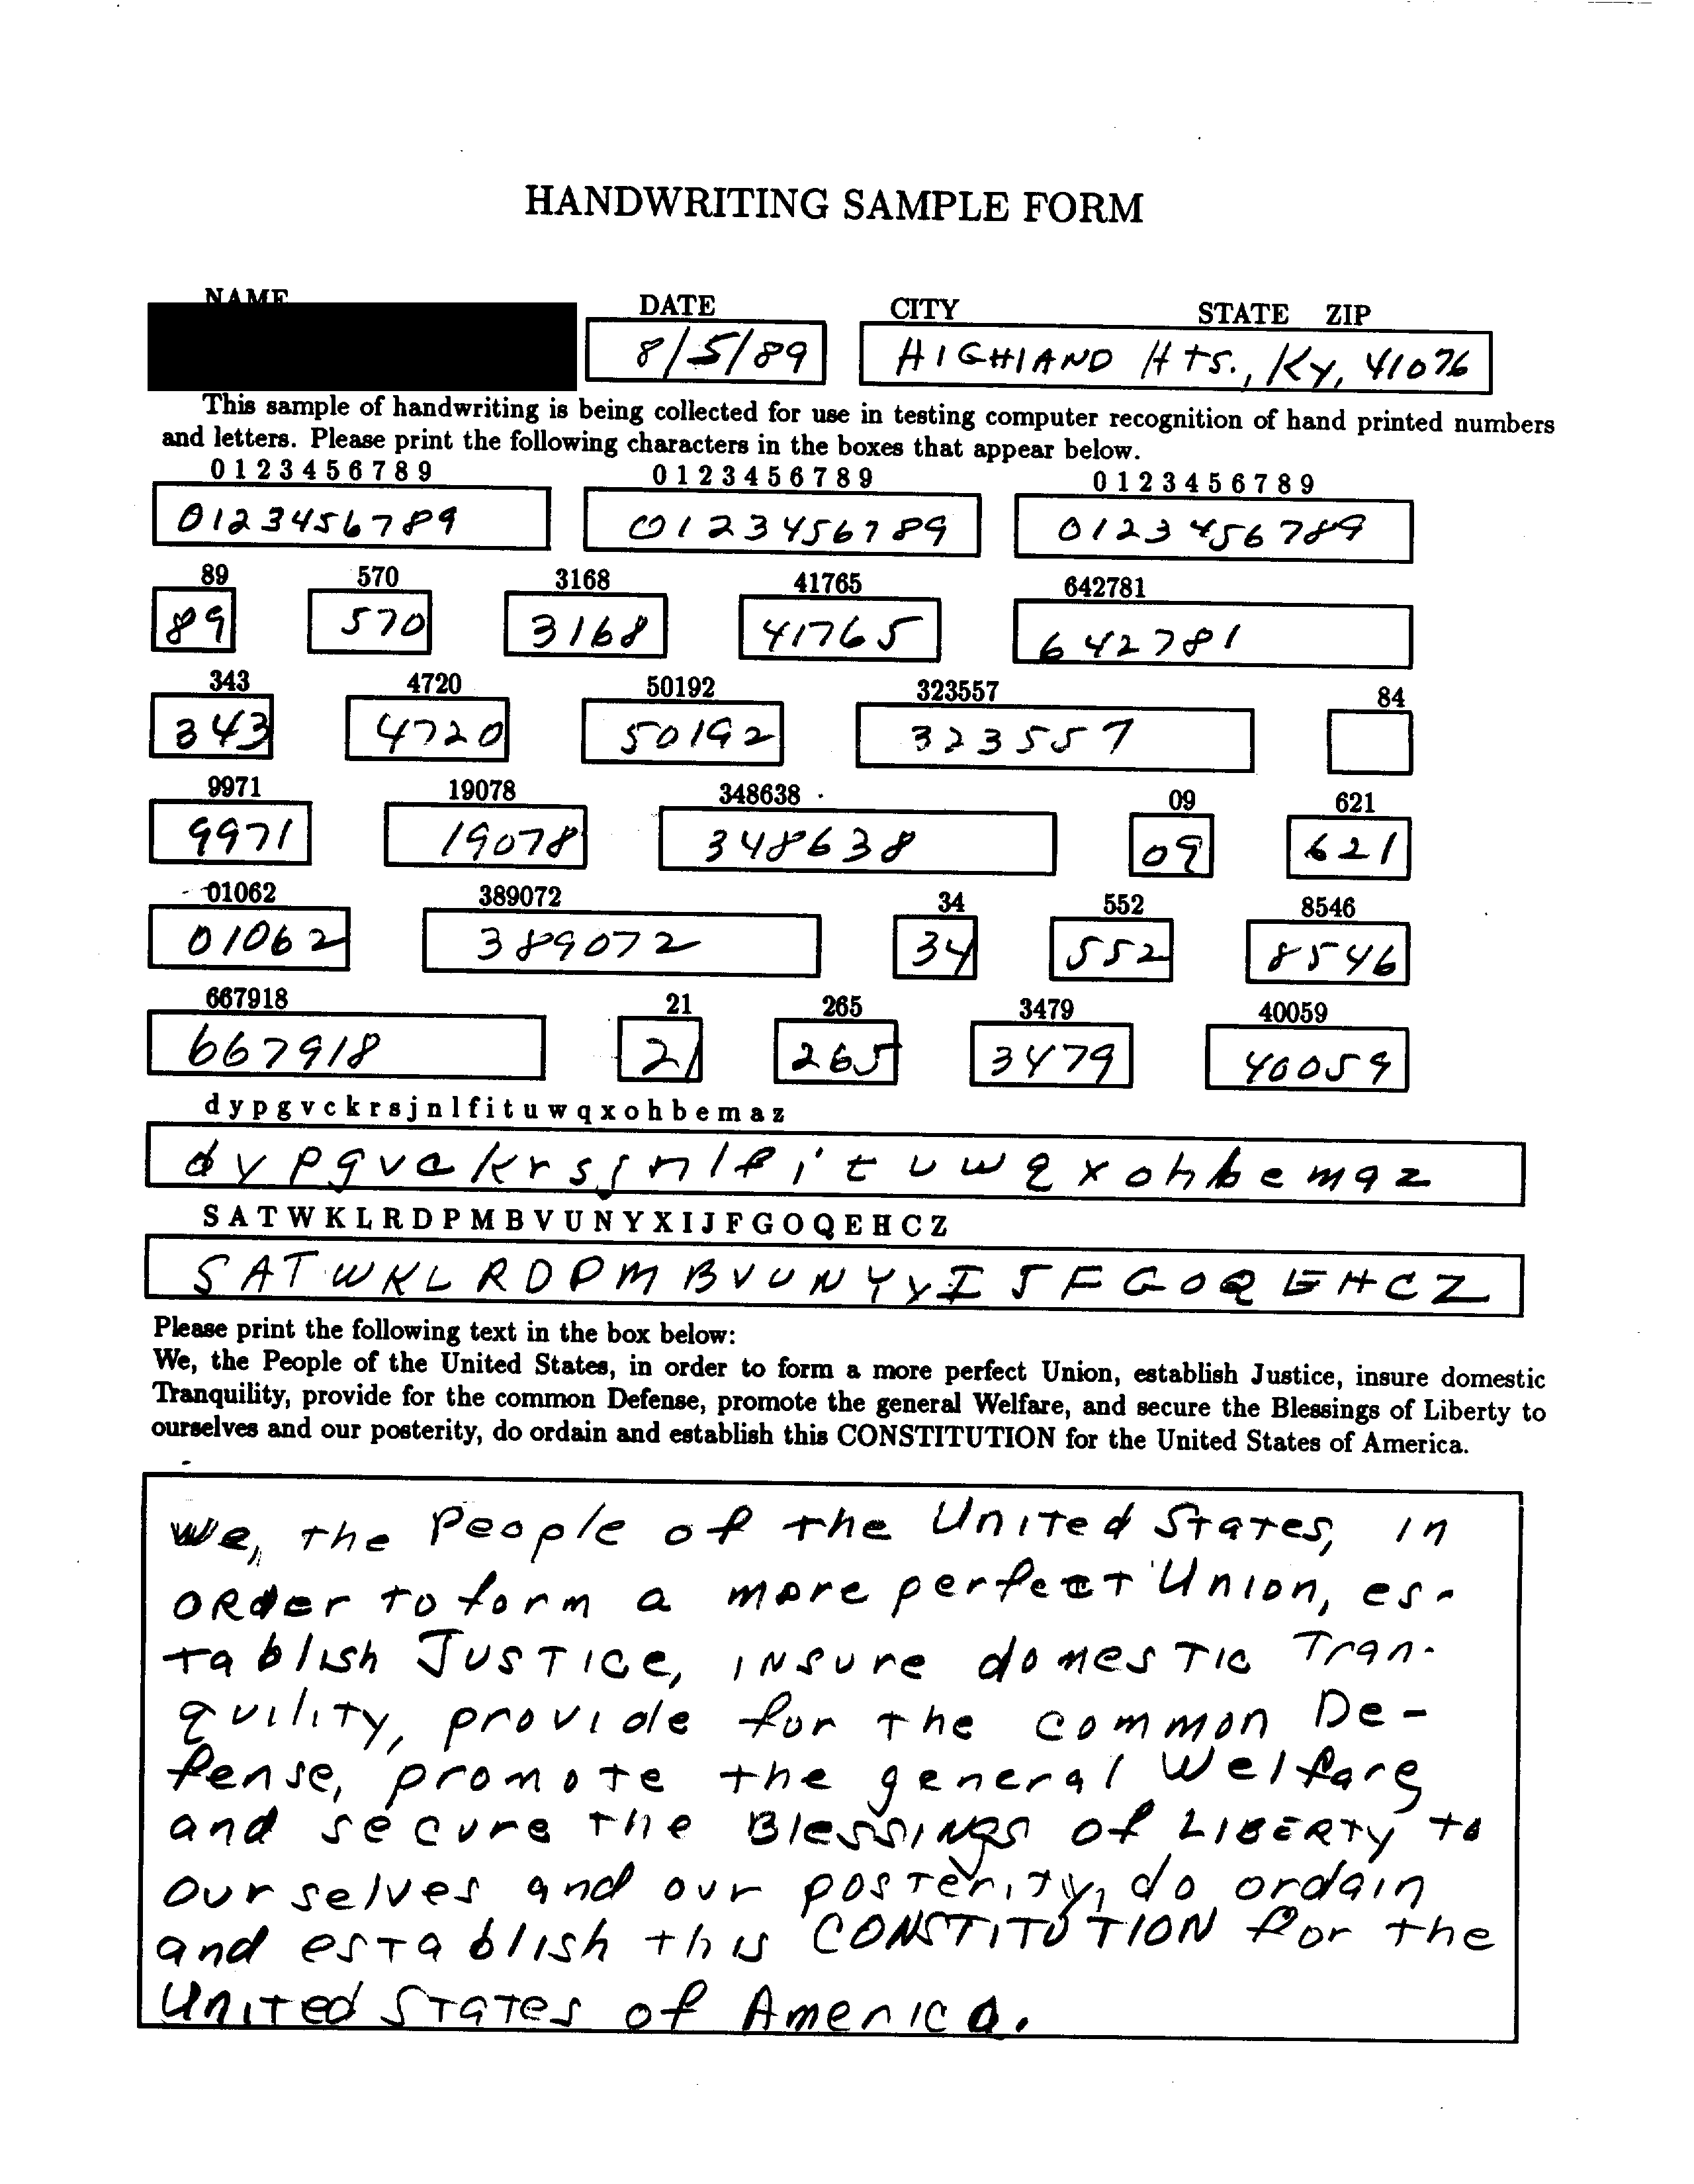 HANDWRITING SAMPLE FORM
NAME DATE CITY STATE ZIP
8/5/89 HIGHLAND HTS., KY, 41076
This sample of handwriting is being collected for use in testing computer recognition of hand printed numbers
and letters. Please print the following characters in the boxes that appear below.
0 1 2 3 4 5 6 7 8 9 0 1 2 3 4 5 6 7 8 9 0 1 2 3 4 5 6 7 8 9
0123456789 0123456789 0123456789
89 570 3168 41765 642781
89 570 3168 41765 642781
343 4720 50192 323557 84
343 4720 50192 323557
9971 19078 348638 09 621
9971 19078 348638 09 621
01062 389072 34 552 8546
01062 389072 34 552 8546
667918 21 265 3479 40059
667918 21 265 3479 40059
d y p g v c k r s j n l f i t u w q x o h b e m a z
d y p g v c k r s j n l f i t u w q x o h b e m a z
S A T W K L R D P M B V U N Y X I J F G O Q E H C Z
S A T W K L R D P M B V U N Y Y I J F G O Q E H C Z
Please print the following text in the box below:
We, the People of the United States, in order to form a more perfect Union, establish Justice, insure domestic
Tranquility, provide for the common Defense, promote the general Welfare, and secure the Blessings of Liberty to
ourselves and our posterity, do ordain and establish this CONSTITUTION for the United States of America.
We, the People of the United States, in
order to form a more perfect Union, es-
tablish Justice, insure domestic Tran-
quility, provide for the common De-
fense, promote the general Welfare,
and secure the Blessings of LIBERTY to
ourselves and our posterity, do ordain
and establish this CONSTITUTION for the
United States of America.